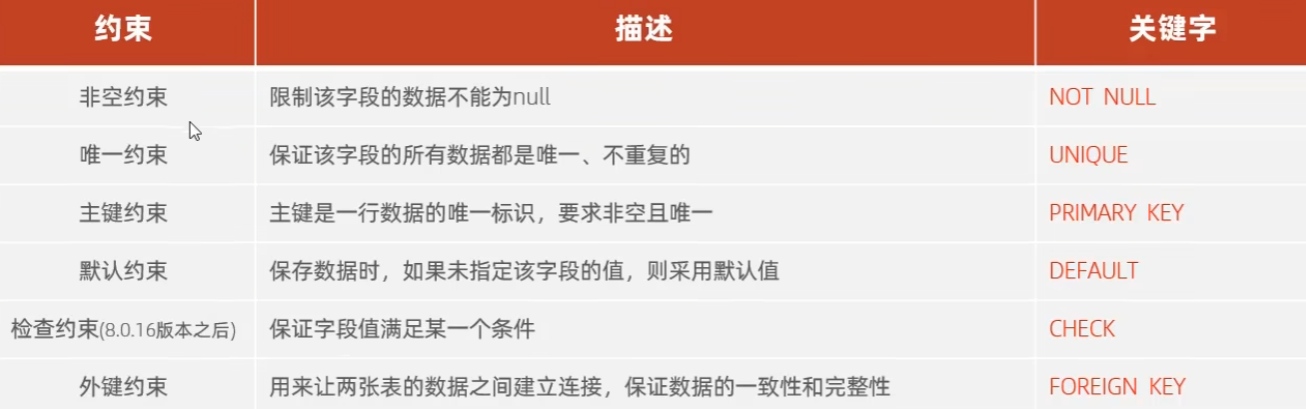 约束 描述 关键字
非空约束 限制该字段的数据不能为null NOT NULL
唯一约束 保证该字段的所有数据都是唯一、不重复的 UNIQUE
主键约束 主键是一行数据的唯一标识，要求非空且唯一 PRIMARY KEY
默认约束 保存数据时，如果未指定该字段的值，则采用默认值 DEFAULT
检查约束(8.0.16版本之后) 保证字段值满足某一个条件 CHECK
外键约束 用来让两张表的数据之间建立连接，保证数据的一致性和完整性 FOREIGN KEY